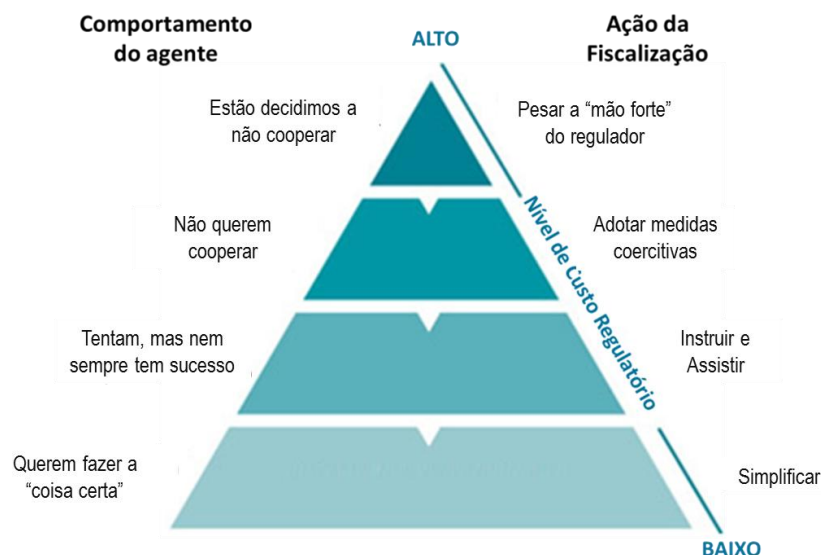 Comportamento
do agente
ALTO
Ação da
Fiscalização
Estão decidimos a
não cooperar
Pesar a “mão forte”
do regulador
Não querem
cooperar
Adotar medidas
coercitivas
Nível de Custo Regulatório
Tentam, mas nem
sempre tem sucesso
Instruir e
Assistir
Querem fazer a
“coisa certa”
Simplificar
BAIXO